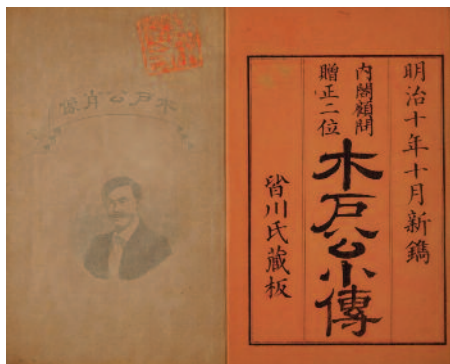 明治十年十月新鐫
内閣顧問
贈正二位
木戸公小傳
皆川氏藏板
木戸公肖像